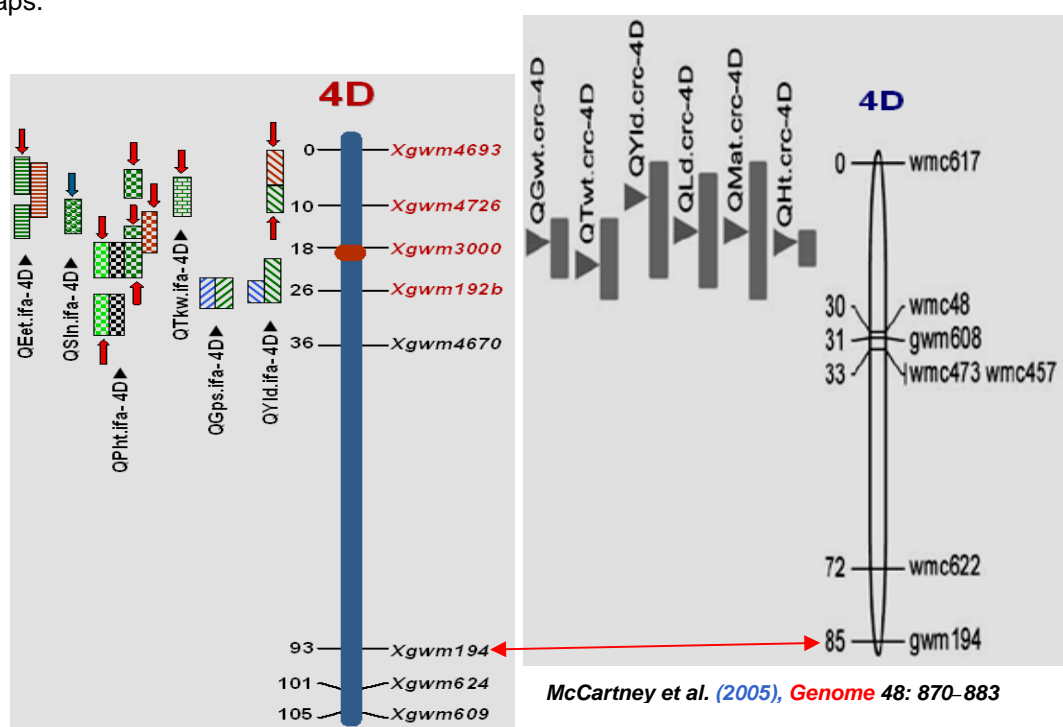 aps.
4D
0 Xgwm4693
10 Xgwm4726
18 Xgwm3000
26 Xgwm192b
36 Xgwm4670
93 Xgwm194
101 Xgwm624
105 Xgwm609
QEet.ifa-4D
QSln.ifa-4D
QPht.ifa-4D
QTkw.ifa-4D
QGps.ifa-4D
QYld.ifa-4D
QGwt.crc-4D
QTwt.crc-4D
QYld.crc-4D
QLd.crc-4D
QMat.crc-4D
QHt.crc-4D
4D
0 wmc617
30 wmc48
31 gwm608
33 wmc473 wmc457
72 wmc622
85 gwm194
McCartney et al. (2005), Genome 48: 870–883